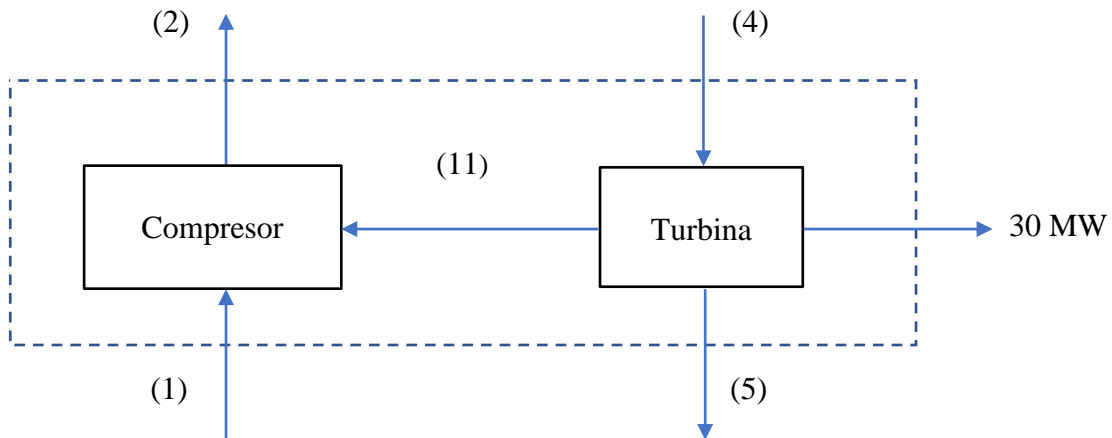 (2)
(4)
(11)
Compresor
Turbina
30 MW
(1)
(5)